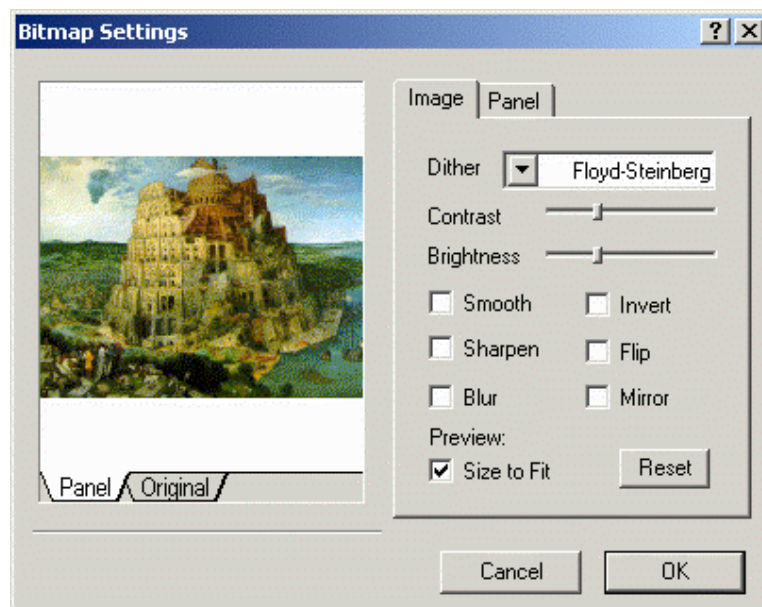 Bitmap Settings
Image Panel
Dither Floyd-Steinberg
Contrast
Brightness
Smooth Invert
Sharpen Flip
Blur Mirror
Preview:
Size to Fit Reset
Panel Original
Cancel OK